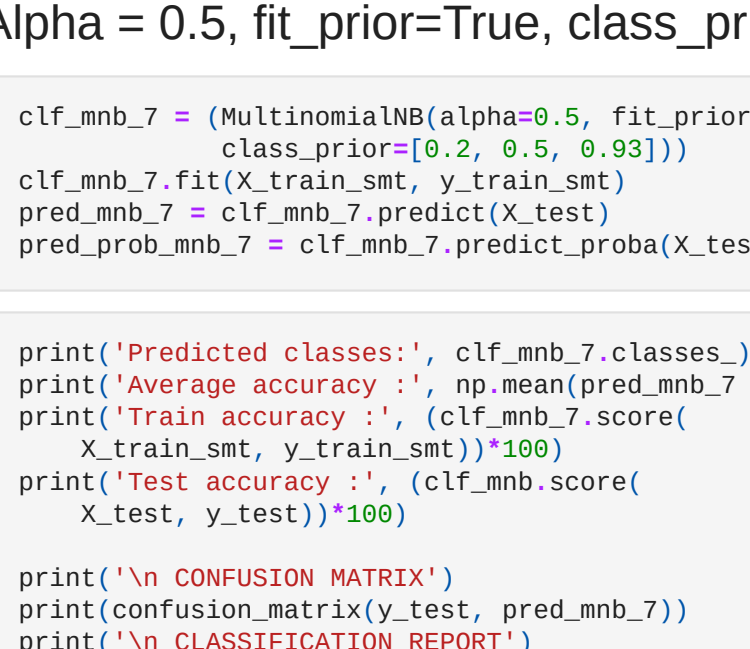 Alpha = 0.5, fit_prior=True, class_pr
clf_mnb_7 = (MultinomialNB(alpha=0.5, fit_prior
class_prior=[0.2, 0.5, 0.93]))
clf_mnb_7.fit(X_train_smt, y_train_smt)
pred_mnb_7 = clf_mnb_7.predict(X_test)
pred_prob_mnb_7 = clf_mnb_7.predict_proba(X_tes
print('Predicted classes:', clf_mnb_7.classes_)
print('Average accuracy :', np.mean(pred_mnb_7
print('Train accuracy :', (clf_mnb_7.score(
X_train_smt, y_train_smt))*100)
print('Test accuracy :', (clf_mnb.score(
X_test, y_test))*100)
print('\n CONFUSION MATRIX')
print(confusion_matrix(y_test, pred_mnb_7))
print('\n CLASSIFICATION REPORT')